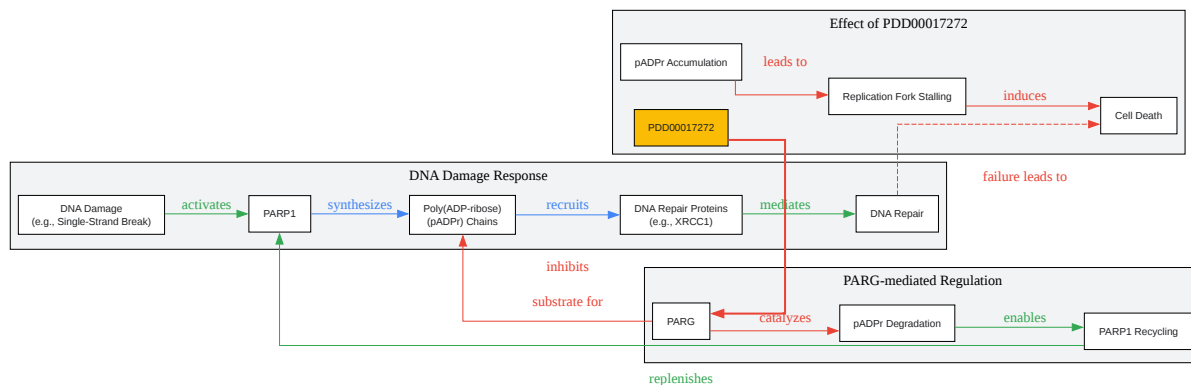 Effect of PDD00017272
pADPr Accumulation
leads to
Replication Fork Stalling
induces
Cell Death
PDD00017272
failure leads to
DNA Damage Response
DNA Damage
(e.g., Single-Strand Break)
activates
PARP1
synthesizes
Poly(ADP-ribose)
(pADPr) Chains
recruits
DNA Repair Proteins
(e.g., XRCC1)
mediates
DNA Repair
inhibits
substrate for
PARG-mediated Regulation
PARG
catalyzes
pADPr Degradation
enables
PARP1 Recycling
replenishes